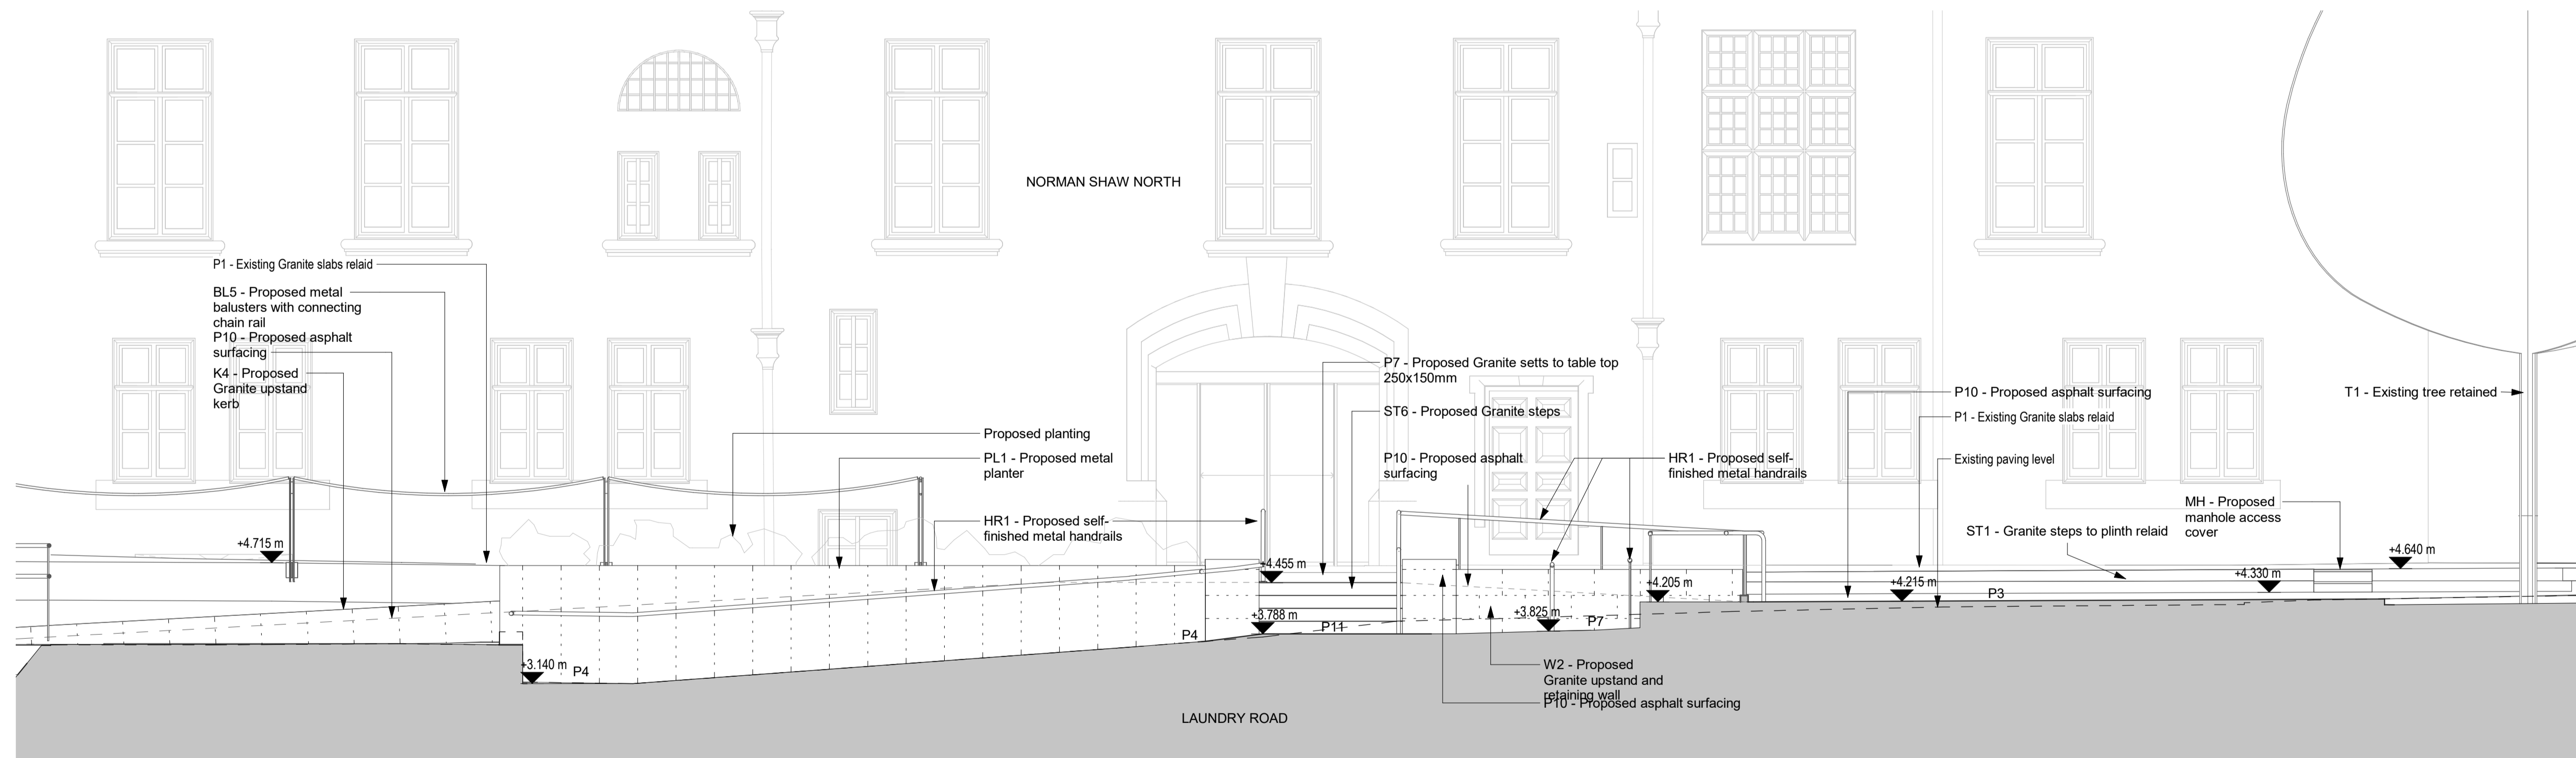 NORMAN SHAW NORTH
P1 - Existing Granite slabs relaid
BL5 - Proposed metal
balusters with connecting
chain rail
P10 - Proposed asphalt
surfacing
K4 - Proposed
Granite upstand
kerb
P7 - Proposed Granite setts to table top
250x150mm
ST6 - Proposed Granite steps
P10 - Proposed asphalt
surfacing
HR1 - Proposed self-
finished metal handrails
P10 - Proposed asphalt surfacing
P1 - Existing Granite slabs relaid
Existing paving level
T1 - Existing tree retained
Proposed planting
PL1 - Proposed metal
planter
HR1 - Proposed self-
finished metal handrails
MH - Proposed
manhole access
cover
ST1 - Granite steps to plinth relaid
+4.715 m
+4.455 m
+4.205 m
+4.215 m
+4.330 m
+4.640 m
P3
+3.788 m
P11
+3.825 m
P7
P4
+3.140 m
P4
W2 - Proposed
Granite upstand and
retaining wall
P10 - Proposed asphalt surfacing
LAUNDRY ROAD